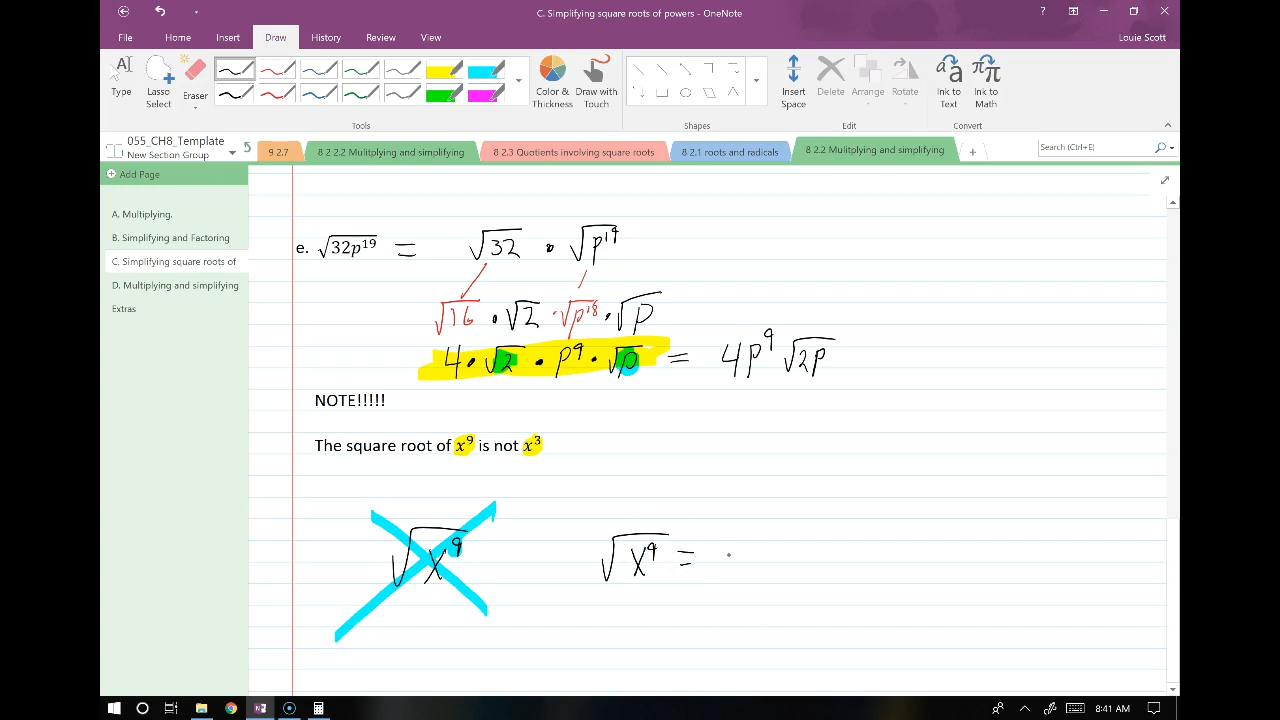 C. Simplifying square roots of powers - OneNote
?
Louie Scott
File Home Insert Draw History Review View
Type
Lasso Select
Eraser
Color & Thickness
Draw with Touch
Insert Space
Delete
Arrange
Rotate
Ink to Text
Ink to Math
Tools Shapes Edit Convert
055_CH8_Template
New Section Group
9 2.7
8 2.2.2 Mulitplying and simplifying
8 2.3 Quotients involving square roots
8 2.1 roots and radicals
8 2.2 Mulitplying and simplifying
Search (Ctrl+E)
Add Page
A. Multiplying.
B. Simplifying and Factoring
C. Simplifying square roots of
D. Multiplying and simplifying
Extras
e. √32p¹⁹ = √32 • √p¹⁹
√16 • √2 • √p¹⁸ • √p
4 • √2 • p⁹ • √p = 4p⁹ √2p
NOTE!!!!!
The square root of x⁹ is not x³
√x⁹ √x⁹ =
8:41 AM